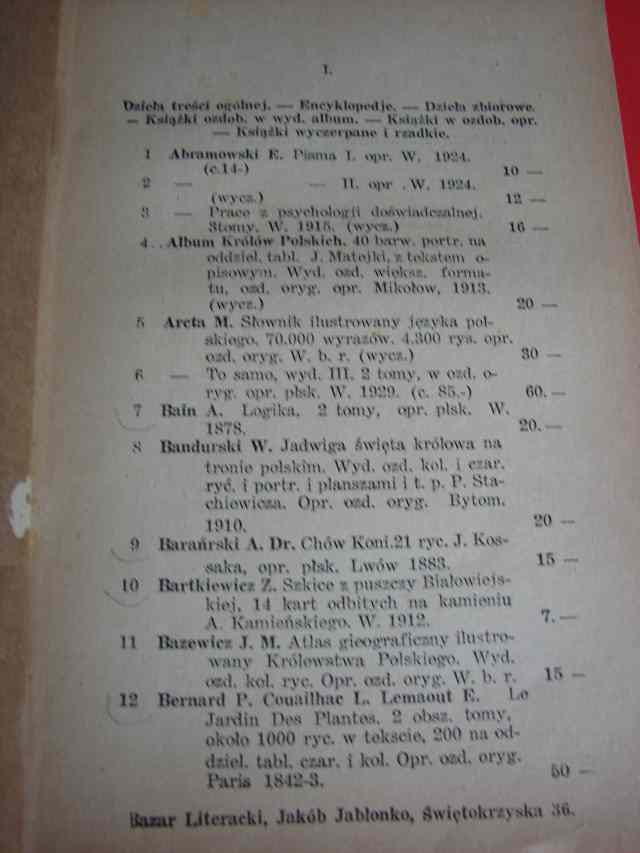 I.
Dzieła treści ogólnej. — Encyklopedje. — Dzieła zbiorowe.
— Książki ozdob. w wyd. album. — Książki w ozdob. opr.
— Książki wyczerpane i rzadkie.
1 Abramowski E. Pisma I. opr. W. 1924.
(c.14-) 10 —
2 — — II. opr . W. 1924.
(wycz.) 12 —
3 — Prace z psychologji doświadczalnej.
3tomy. W. 1915. (wycz.) 16 —
4. . Album Królów Polskich. 40 barw. portr. na
oddziel. tabl. J. Matejki, z tekstem o-
pisowym. Wyd. ozd. większ. forma-
tu, ozd. oryg. opr. Mikołow, 1913.
(wycz.) 20 —
5 Arcta M. Słownik ilustrowany języka pol-
skiego. 70.000 wyrazów. 4.300 rys. opr.
ozd. oryg. W. b. r. (wycz.) 30 —
6 — To samo, wyd. III. 2 tomy, w ozd. o-
ryg. opr. płsk. W. 1929. (c. 85.-) 60. —
7 Bain A. Logika, 2 tomy, opr. płsk. W.
1878. 20. —
8 Bandurski W. Jadwiga święta królowa na
tronie polskim. Wyd. ozd. kol. i czar.
ryć. i portr. i planszami i t. p. P. Sta-
chiewicza. Opr. ozd. oryg. Bytom.
1910. 20 —
9 Barańrski A. Dr. Chów Koni.21 ryc. J. Kos-
saka, opr. płsk. Lwów 1883. 15 —
10 Bartkiewicz Z. Szkice z puszczy Białowiejs-
kiej, 14 kart odbitych na kamieniu
A. Kamieńskiego. W. 1912. 7. —
11 Bazewicz J. M. Atlas gieograficzny ilustro-
wany Królewstwa Polskiego. Wyd.
ozd. kol. ryc. Opr. ozd. oryg. W. b. r. 15 —
12 Bernard P. Couailhac L. Lemaout E. Le
Jardin Des Plantes. 2 obsz. tomy,
około 1000 ryc. w tekście, 200 na od-
dziel. tabl. czar. i kol. Opr. ozd. oryg.
Paris 1842-3. 50 —
Bazar Literacki, Jakób Jabłonko, Świętokrzyska 36.